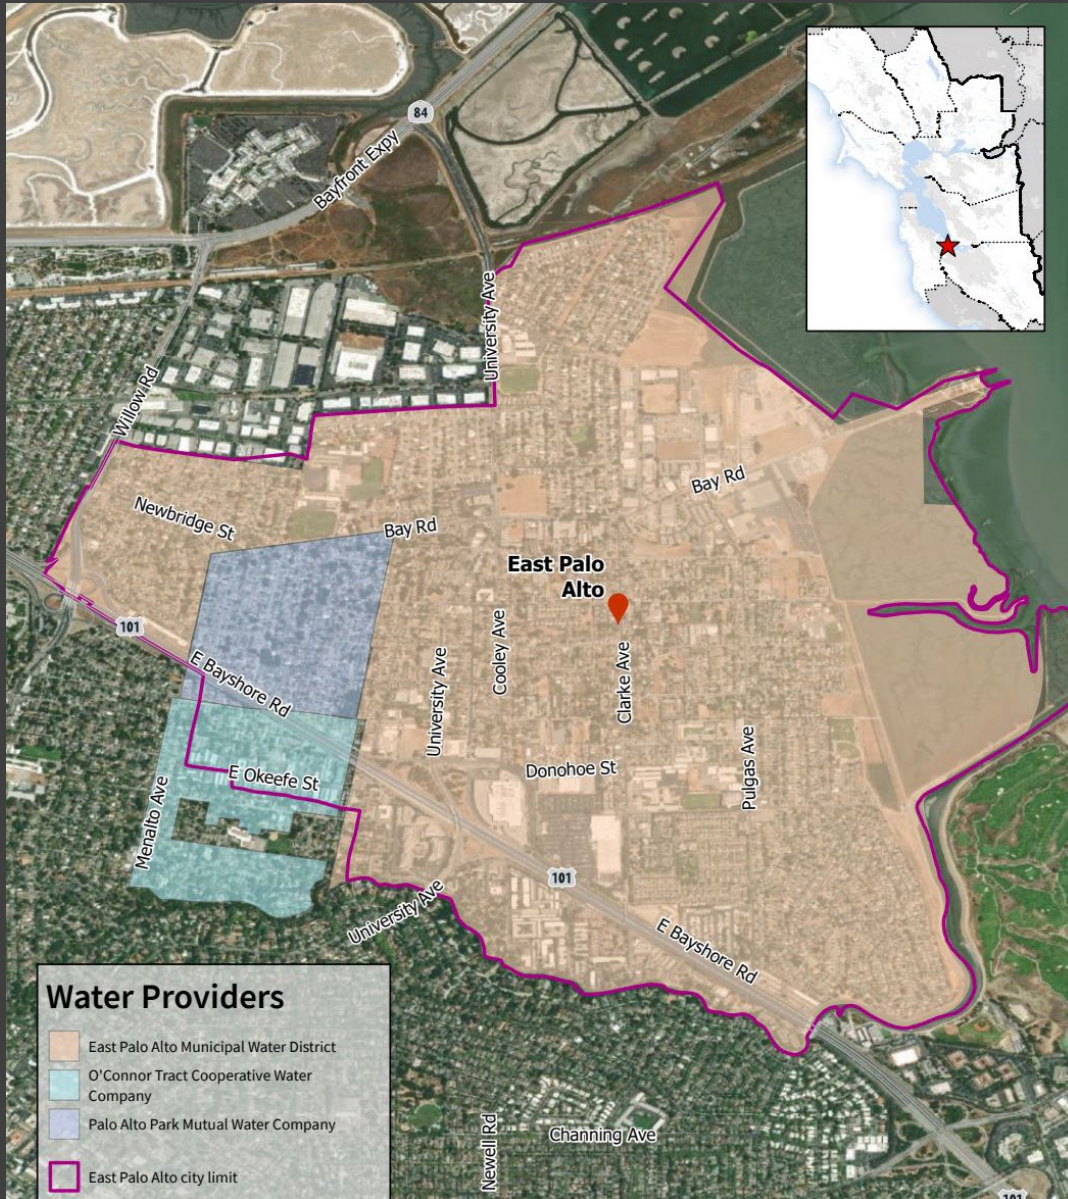 84
Bayfront Expy
University Ave
Willow Rd
Newbridge St
Bay Rd
Bay Rd
East Palo
Alto
101
E Bayshore Rd
University Ave
Cooley Ave
Clarke Ave
Pulgas Ave
Donohoe St
E Okeefe St
Menalto Ave
101
University Ave
E Bayshore Rd
Water Providers
East Palo Alto Municipal Water District
O'Connor Tract Cooperative Water
Company
Palo Alto Park Mutual Water Company
East Palo Alto city limit
Newell Rd
Channing Ave
101